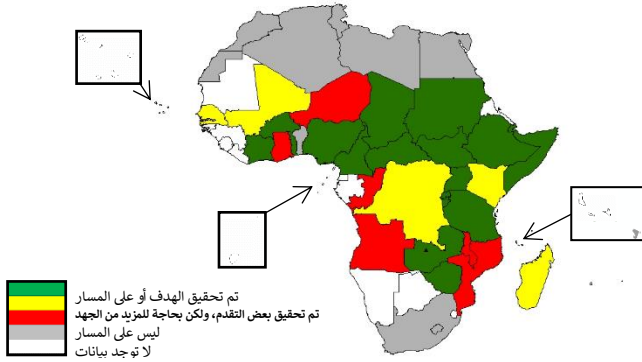 تم تحقيق الهدف أو على المسار
تم تحقيق بعض التقدم، ولكن بحاجة للمزيد من الجهد
ليس على المسار
لا توجد بيانات